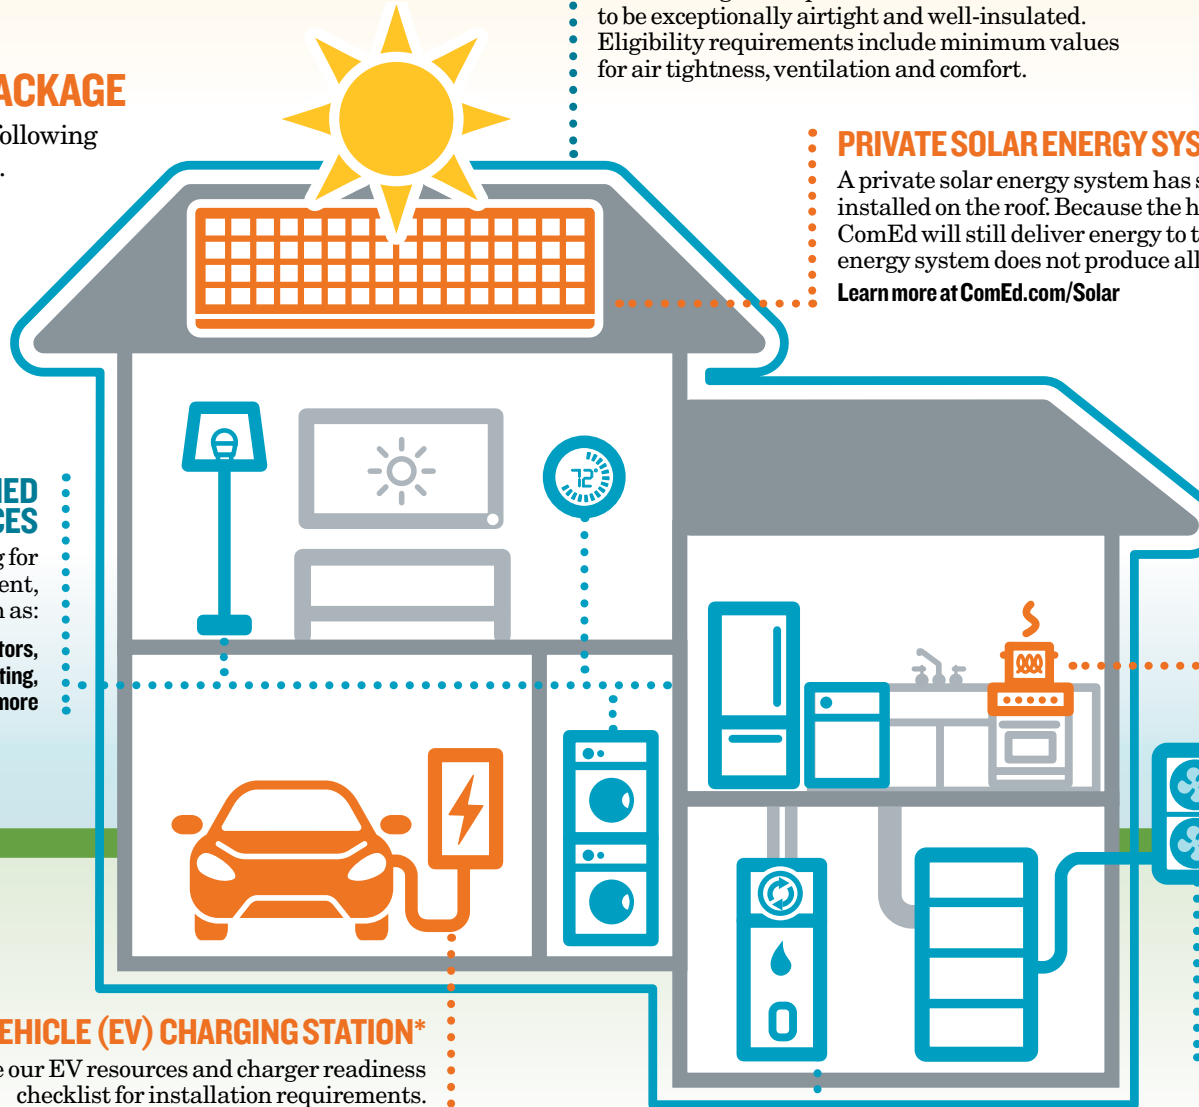 to be exceptionally airtight and well-insulated.
Eligibility requirements include minimum values
for air tightness, ventilation and comfort.
ACKAGE
following
.
PRIVATE SOLAR ENERGY SYS
A private solar energy system has s
installed on the roof. Because the h
ComEd will still deliver energy to t
energy system does not produce all
Learn more at ComEd.com/Solar
72°
IED
CES
g for
ent,
n as:
tors,
ting,
more
EHICLE (EV) CHARGING STATION*
e our EV resources and charger readiness
checklist for installation requirements.